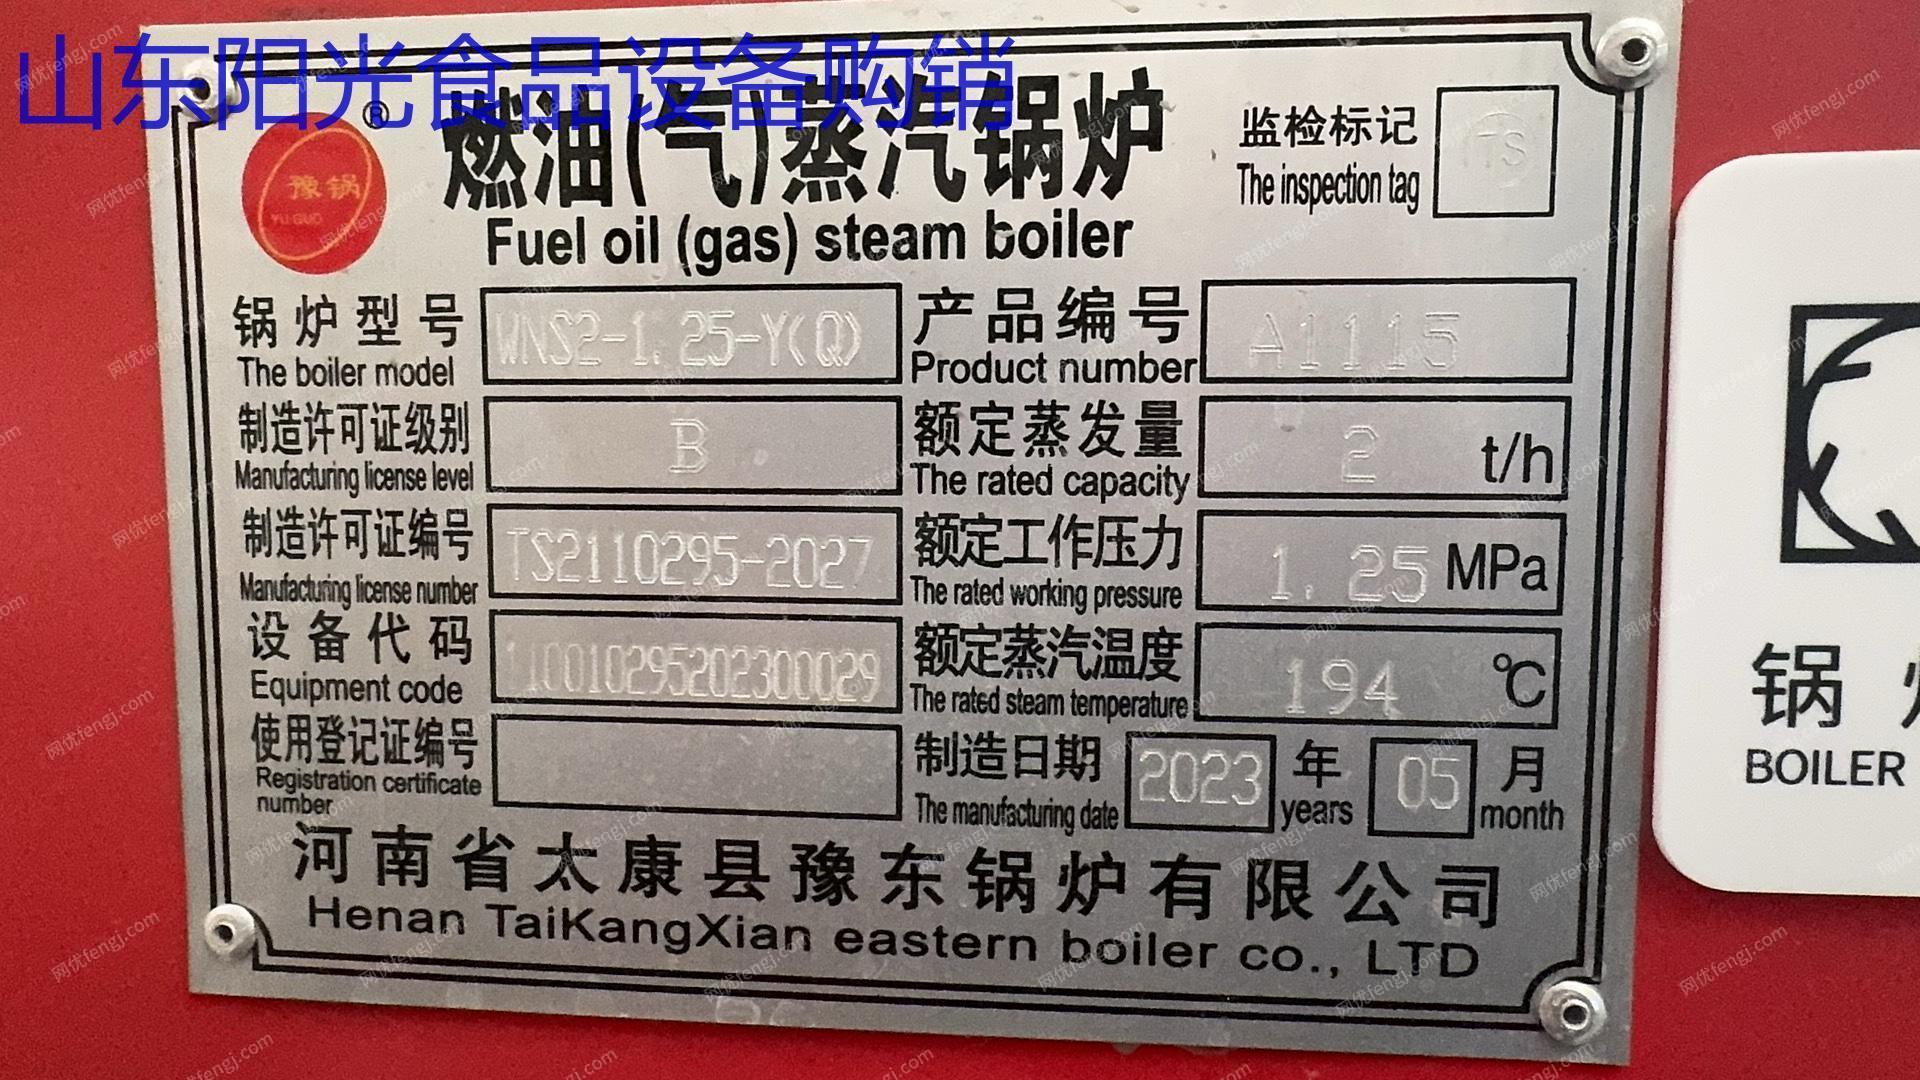 山东阳光食品设备购销
豫锅
YU GUO
®
燃油(气)蒸汽锅炉
Fuel oil (gas) steam boiler
监检标记
The inspection tag
TS
锅炉型号
The boiler model
WNS2-1.25-Y(Q)
产品编号
Product number
A1115
制造许可证级别
Manufacturing license level
B
额定蒸发量
The rated capacity
2 t/h
制造许可证编号
Manufacturing license number
TS2110295-2027
额定工作压力
The rated working pressure
1.25 MPa
设备代码
Equipment code
11001029520230029
额定蒸汽温度
The rated steam temperature
194 ℃
使用登记证编号
Registration certificate number
制造日期
The manufacturing date
2023 年 05 月
years month
河南省太康县豫东锅炉有限公司
Henan TaiKangXian eastern boiler co., LTD
锅
BOILER
网优fengj.com